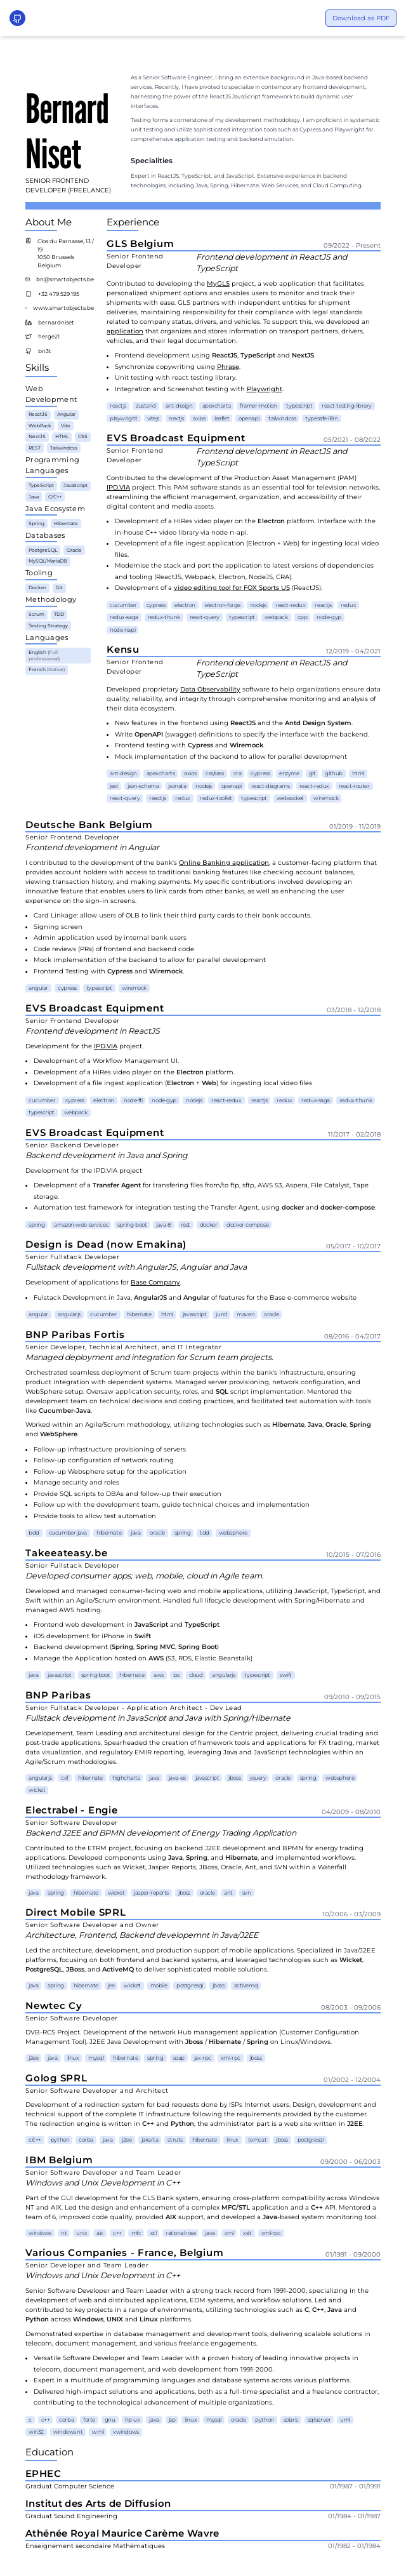 Download as PDF
Bernard
Niset
SENIOR FRONTEND
DEVELOPER (FREELANCE)
As a Senior Software Engineer, I bring an extensive background in Java-based backend
services. Recently, I have pivoted to specialize in contemporary frontend development,
harnessing the power of the ReactJS JavaScript framework to build dynamic user
interfaces.
Testing forms a cornerstone of my development methodology. I am proficient in systematic
unit testing and utilize sophisticated integration tools such as Cypress and Playwright for
comprehensive application testing and backend simulation.
Specialities
Expert in ReactJS, TypeScript, and JavaScript. Extensive experience in backend
technologies, including Java, Spring, Hibernate, Web Services, and Cloud Computing.
About Me
Clos du Parnasse, 13 /
19
1050 Brussels
Belgium
bn@smartobjects.be
+32 479 529 195
www.smartobjects.be
bernardniset
herge21
bn3t
Skills
Web
Development
ReactJS Angular
WebPack Vite
NextJS HTML CSS
REST Tailwindcss
Programming
Languages
TypeScript JavaScript
Java C/C++
Java Ecosystem
Spring Hibernate
Databases
PostgreSQL Oracle
MySQL/MariaDB
Tooling
Docker Git
Methodology
Scrum TDD
Testing Strategy
Languages
English (Full
professional)
French (Native)
Experience
GLS Belgium
09/2022 - Present
Senior Frontend
Developer
Frontend development in ReactJS and
TypeScript
Contributed to the developing the MyGLS project, a web application that facilitates
personalized shipment options and enables users to monitor and track their
shipments with ease. GLS partners with independent entities for shipment
deliveries, maintaining responsibility for compliance with legal standards
related to company status, drivers, and vehicles. To support this, we developed an
application that organizes and stores information on transport partners, drivers,
vehicles, and their legal documentation.
• Frontend development using ReactJS, TypeScript and NextJS.
• Synchronize copywriting using Phrase.
• Unit testing with react testing library.
• Integration and Screenshot testing with Playwright.
reactjs zustand ant-design apexcharts framer-motion typescript react-testing-library
playwright vitejs nextjs axios leaflet openapi tailwindcss typesafe-i18n
EVS Broadcast Equipment
05/2021 - 08/2022
Senior Frontend
Developer
Frontend development in ReactJS and
TypeScript
Contributed to the development of the Production Asset Management (PAM)
IPD.VIA project. This PAM software stands as an essential tool for television networks,
streamlining efficient management and accessibility of their comprehensive
digital content and media assets.
• Development of a HiRes video player on the Electron platform. Interface with the
in-house C++ video library via app-n-api.
• Development of a file ingest application (Electron + Web) for ingesting local video
files.
• Moderation of the stack and upgrades to latest versions of dependencies and
tooling (ReactJS, Webpack, Electron, NodeJS, CRA).
• Development of a video editing tool for FOX Sports US (ReactJS).
cucumber cypress electron electron-forge nodejs react-redux reactjs redux
redux-saga redux-thunk react-query typescript webpack cpp node-gyp
node-napi
Kensu
12/2019 - 04/2021
Senior Frontend
Developer
Frontend development in ReactJS and
TypeScript
Developed proprietary Data Observability software to help organizations ensure data
quality, reliability, and integrity through continuous monitoring and analysis of
their data ecosystem.
• New features in the frontend using ReactJS and the Antd Design System.
• Write OpenAPI (swagger) definitions to specify the interface with the backend.
• Frontend testing with Cypress and Wiremock.
• Mock implementation of the backend to allow for parallel development
ant-design apexcharts axios css/sass cra cypress enzyme git github html
jest json-schema jsonata nodejs openapi react-diagrams react-redux react-router
react-query reactjs redux redux-toolkit typescript websocket wiremock
Deutsche Bank Belgium
01/2019 - 11/2019
Senior Frontend Developer
Frontend development in Angular
I contributed to the development of the bank's Online Banking application, a customer-facing platform that
provides account holders with access to traditional banking features like checking account balances,
viewing transaction history, and making payments. My specific contributions involved developing an
innovative feature that enables users to link cards from other banks, as well as enhancing the user
experience on the sign-in screens.
• Card Linkage: allow users of OLB to link their third party cards to their bank accounts.
• Signing screen
• Admin application used by internal bank users
• Code reviews (PRs) of frontend and backend code
• Mock implementation of the backend to allow for parallel development
• Frontend Testing with Cypress and Wiremock.
angular cypress typescript wiremock
EVS Broadcast Equipment
03/2018 - 12/2018
Senior Frontend Developer
Frontend development in ReactJS
Development for the IPD.VIA project.
• Development of a Workflow Management UI.
• Development of a HiRes video player on the Electron platform.
• Development of a file ingest application (Electron + Web) for ingesting local video files
cucumber cypress electron node-ffi node-gyp nodejs react-redux reactjs redux redux-saga redux-thunk
typescript webpack
EVS Broadcast Equipment
11/2017 - 02/2018
Senior Backend Developer
Backend development in Java and Spring
Development for the IPD.VIA project
• Development of a Transfer Agent for transfering files from/to ftp, sftp, AWS S3, Aspera, File Catalyst, Tape
storage.
• Automation test framework for integration testing the Transfer Agent, using docker and docker-compose.
spring amazon-web-services spring-boot java-8 rest docker docker-compose
Design is Dead (now Emakina)
05/2017 - 10/2017
Senior Fullstack Developer
Fullstack development with AngularJS, Angular and Java
Development of applications for Base Company.
• Fulstack Development in Java, AngularJS and Angular of features for the Base e-commerce website
angular angularjs cucumber hibernate html javascript junit maven oracle
BNP Paribas Fortis
08/2016 - 04/2017
Senior Developer, Technical Architect, and IT Integrator
Managed deployment and integration for Scrum team projects.
Orchestrated seamless deployment of Scrum team projects within the bank's infrastructure, ensuring
product integration with dependent systems. Managed server provisioning, network configuration, and
WebSphere setup. Oversaw application security, roles, and SQL script implementation. Mentored the
development team on technical decisions and coding practices, and facilitated test automation with tools
like Cucumber-Java.
Worked within an Agile/Scrum methodology, utilizing technologies such as Hibernate, Java, Oracle, Spring
and WebSphere.
• Follow-up infrastructure provisioning of servers
• Follow-up configuration of network routing
• Follow-up Websphere setup for the application
• Manage security and roles
• Provide SQL scripts to DBAs and follow-up their execution
• Follow up with the development team, guide technical choices and implementation
• Provide tools to allow test automation
bdd cucumber-java hibernate java oracle spring tdd websphere
Takeeateasy.be
10/2015 - 07/2016
Senior Fullstack Developer
Developed consumer apps; web, mobile, cloud in Agile team.
Developed and managed consumer-facing web and mobile applications, utilizing JavaScript, TypeScript, and
Swift within an Agile/Scrum environment. Handled full lifecycle development with Spring/Hibernate and
managed AWS hosting.
• Frontend web development in JavaScript and TypeScript
• iOS development for iPhone in Swift
• Backend development (Spring, Spring MVC, Spring Boot)
• Manage the Application hosted on AWS (S3, RDS, Elastic Beanstalk)
java javascript spring-boot hibernate aws ios cloud angularjs typescript swift
BNP Paribas
09/2010 - 09/2015
Senior Fullstack Developer - Application Architect - Dev Lead
Fullstack development in JavaScript and Java with Spring/Hibernate
Developement, Team Leading and architectural design for the Centric project, delivering crucial trading and
post-trade applications. Spearheaded the creation of framework tools and applications for FX trading, market
data visualization, and regulatory EMIR reporting, leveraging Java and JavaScript technologies within an
Agile/Scrum methodologies.
angularjs cxf hibernate highcharts java java-ee javascript jboss jquery oracle spring websphere
wicket
Electrabel - Engie
04/2009 - 08/2010
Senior Software Developer
Backend J2EE and BPMN development of Energy Trading Application
Contributed to the ETRM project, focusing on backend J2EE development and BPMN for energy trading
applications. Developed components using Java, Spring, and Hibernate, implemented workflows.
Utilized technologies such as Wicket, Jasper Reports, JBoss, Oracle, Ant, and SVN within a Waterfall
methodology framework.
java spring hibernate wicket jasper-reports jboss oracle ant svn
Direct Mobile SPRL
10/2006 - 03/2009
Senior Software Developer and Owner
Architecture, Frontend, Backend developemnt in Java/J2EE
Led the architecture, development, and production support of mobile applications. Specialized in Java/J2EE
platforms, focusing on both frontend and backend systems, and leveraged technologies such as Wicket,
PostgreSQL, JBoss, and ActiveMQ to deliver sophisticated mobile solutions.
java spring hibernate jee wicket mobile postgresql jboss activemq
Newtec Cy
08/2003 - 09/2006
Senior Software Developer
DVB-RCS Project. Development of the network Hub management application (Customer Configuration
Management Tool). J2EE Java Development with Jboss / Hibernate / Spring on Linux/Windows.
j2ee java linux mysql hibernate spring soap jax-rpc xml-rpc jboss
Golog SPRL
01/2002 - 12/2004
Senior Software Developer and Architect
Development of a redirection system for bad requests done by ISPs Internet users. Design, development and
technical support of the complete IT infrastructure following the requirements provided by the customer.
The redirection engine is written in C++ and Python, the administrator part is a web site written in J2EE.
c/c++ python corba java j2ee jakarta struts hibernate linux tomcat jboss postgresql
IBM Belgium
09/2000 - 06/2003
Senior Software Developer and Team Leader
Windows and Unix Development in C++
Part of the GUI development for the CLS Bank system, ensuring cross-platform compatibility across Windows
NT and AIX. Led the design and enhancement of a complex MFC/STL application and a C++ API. Mentored a
team of 6, improved code quality, provided AIX support, and developed a Java-based system monitoring tool.
windows nt unix aix c++ mfc stl rational-rose java xml xslt xml-rpc
Various Companies - France, Belgium
01/1991 - 09/2000
Senior Developer and Team Leader
Windows and Unix Development in C++
Senior Software Developer and Team Leader with a strong track record from 1991-2000, specializing in the
development of web and distributed applications, EDM systems, and workflow solutions. Led and
contributed to key projects in a range of environments, utilizing technologies such as C, C++, Java and
Python across Windows, UNIX and Linux platforms.
Demonstrated expertise in database management and development tools, delivering scalable solutions in
telecom, document management, and various freelance engagements.
• Versatile Software Developer and Team Leader with a proven history of leading innovative projects in
telecom, document management, and web development from 1991-2000.
• Expert in a multitude of programming languages and database systems across various platforms.
• Delivered high-impact solutions and applications, both as a full-time specialist and a freelance contractor,
contributing to the technological advancement of multiple organizations.
c c++ corba forte gnu hp-ux java jsp linux mysql oracle python solaris sqlserver uml
win32 windows-nt wml xwindows
Education
EPHEC
Graduat Computer Science
01/1987 - 01/1991
Institut des Arts de Diffusion
Graduat Sound Engineering
01/1984 - 01/1987
Athénée Royal Maurice Carème Wavre
Enseignement secondaire Mathématiques
01/1982 - 01/1984